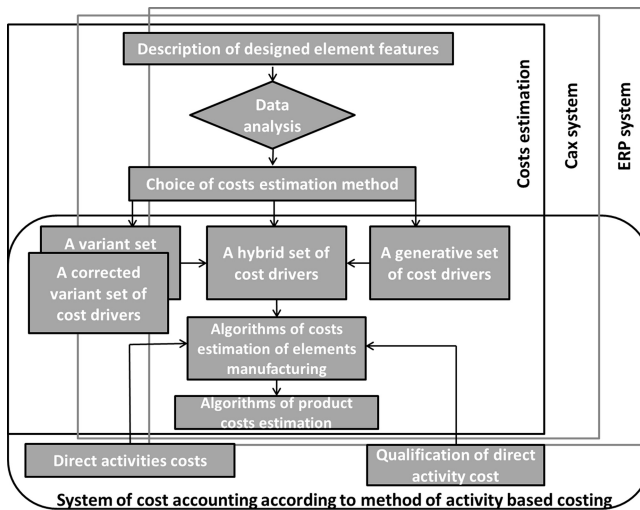 Description of designed element features
Data
analysis
Choice of costs estimation method
Costs estimation
Cax system
ERP system
A variant set
A corrected
variant set of
cost drivers
A hybrid set
of cost
drivers
A generative set
of cost drivers
Algorithms of costs
estimation of elements
manufacturing
Algorithms of product
costs estimation
Direct activities costs
Qualification of direct
activity cost
System of cost accounting according to method of activity based costing